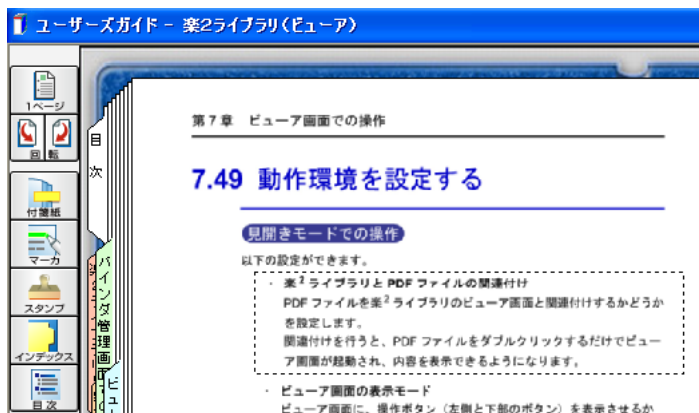 ユーザーズガイド - 楽2ライブラリ(ビューア)
1ページ
回転
付箋紙
マーカ
スタンプ
インデックス
目次
目次
バインダ管理画面での
ビュー
第7章 ビューア画面での操作
7.49 動作環境を設定する
見開きモードでの操作
以下の設定ができます。
・ 楽² ライブラリと PDF ファイルの関連付け
PDF ファイルを楽² ライブラリのビューア画面と関連付けするかどうか
を設定します。
関連付けを行うと、PDF ファイルをダブルクリックするだけでビュー
ア画面が起動され、内容を表示できるようになります。
・ ビューア画面の表示モード
ビューア画面に、操作ボタン（左側と下部のボタン）を表示させるか